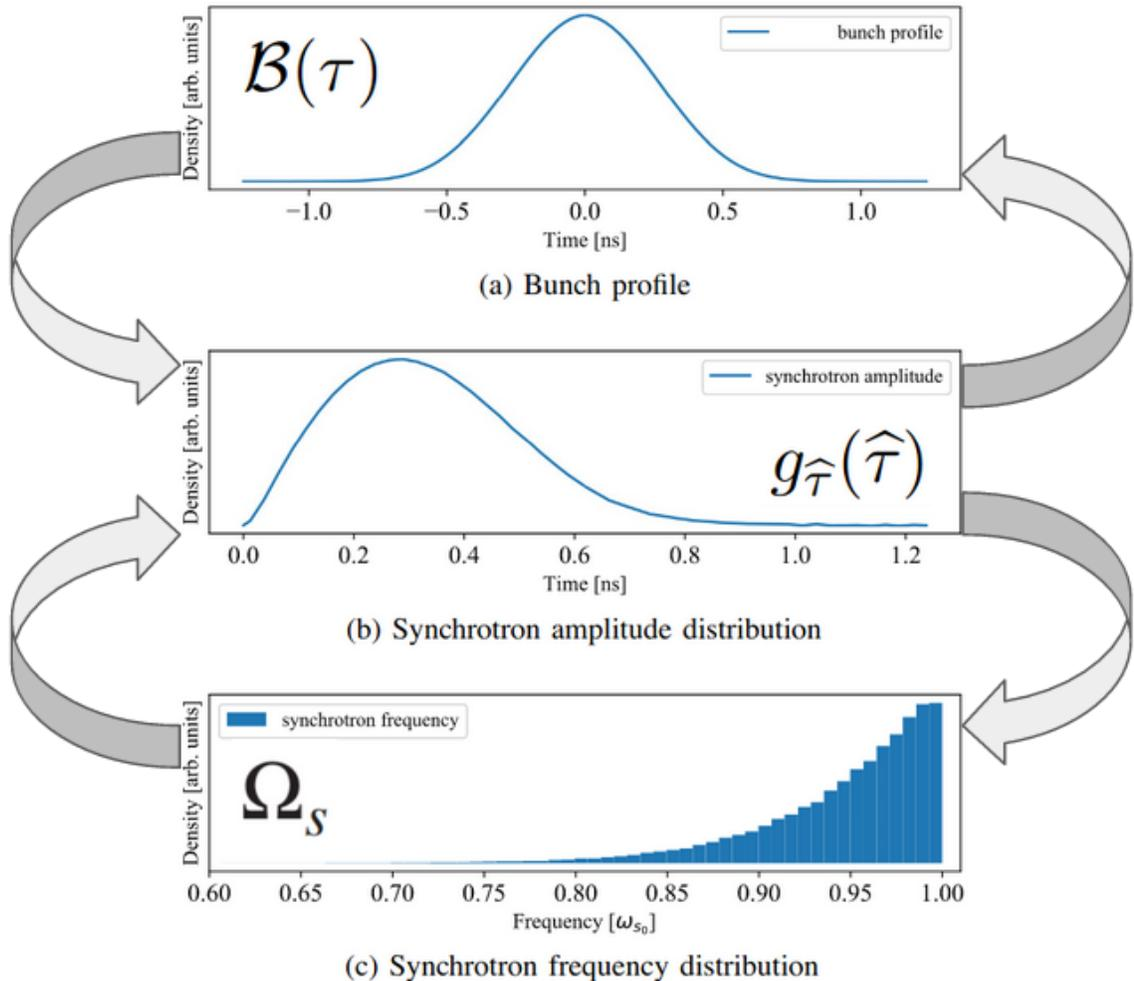 Density [arb. units]
bunch profile
ℬ(τ)
−1.0 −0.5 0.0 0.5 1.0
Time [ns]
(a) Bunch profile
Density [arb. units]
synchrotron amplitude
g_τ̂(τ̂)
0.0 0.2 0.4 0.6 0.8 1.0 1.2
Time [ns]
(b) Synchrotron amplitude distribution
Density [arb. units]
synchrotron frequency
Ω_s
0.60 0.65 0.70 0.75 0.80 0.85 0.90 0.95 1.00
Frequency [ω_{s₀}]
(c) Synchrotron frequency distribution